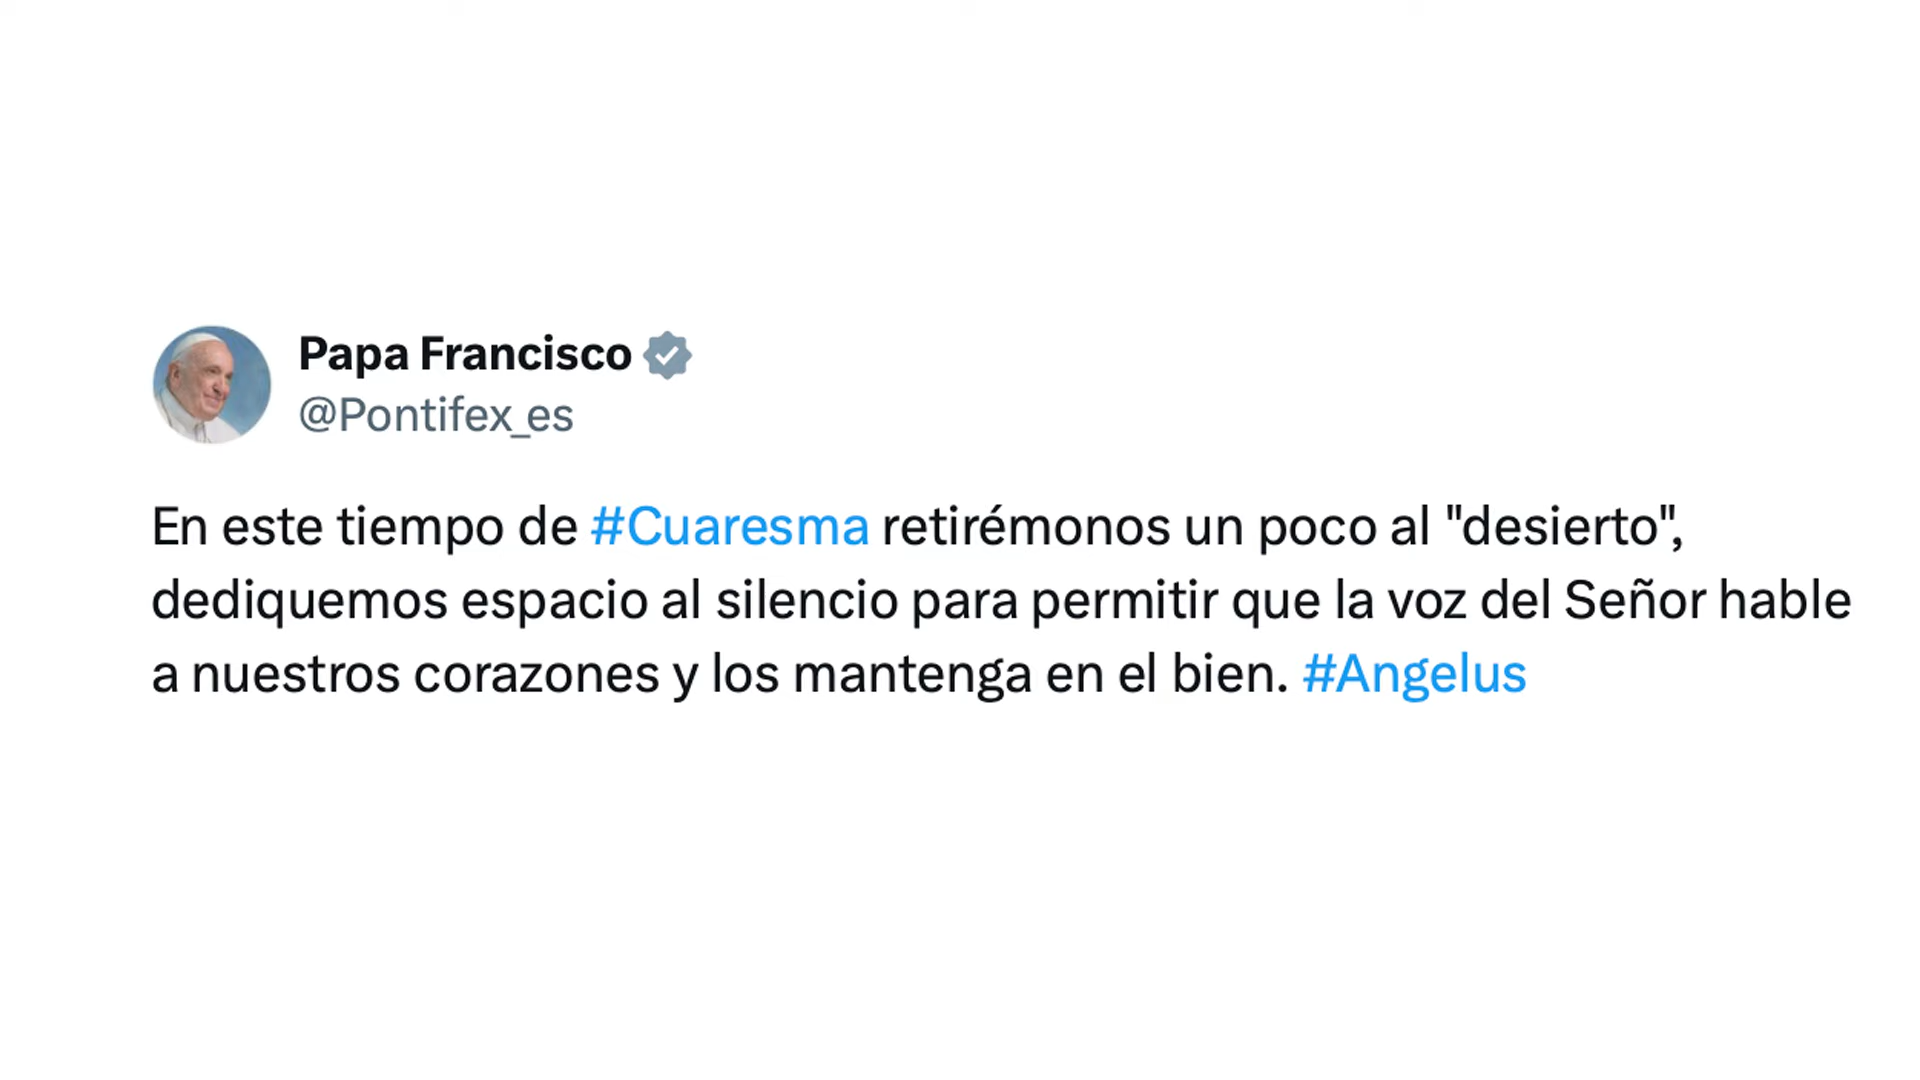 Papa Francisco
@Pontifex_es
En este tiempo de #Cuaresma retirémonos un poco al "desierto",
dediquemos espacio al silencio para permitir que la voz del Señor hable
a nuestros corazones y los mantenga en el bien. #Angelus